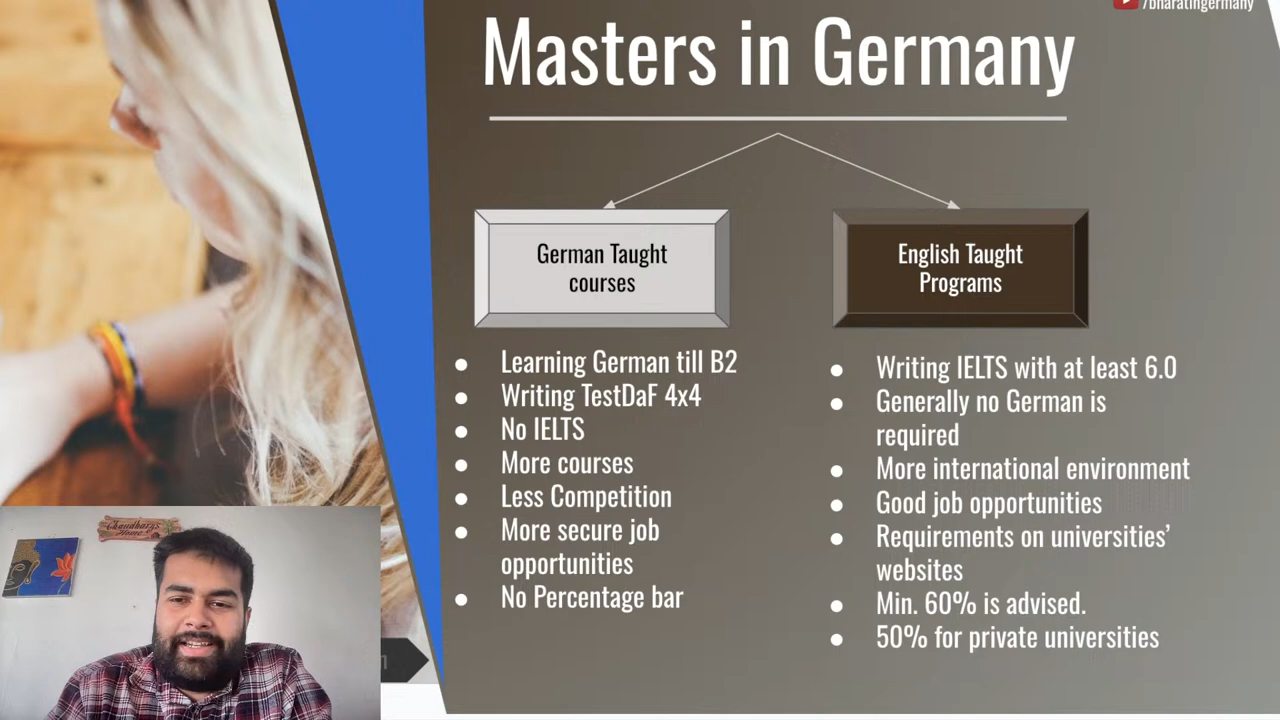 /bharatingermany
Masters in Germany
German Taught
courses
Learning German till B2
Writing TestDaF 4x4
No IELTS
More courses
Less Competition
More secure job
opportunities
No Percentage bar
English Taught
Programs
Writing IELTS with at least 6.0
Generally no German is
required
More international environment
Good job opportunities
Requirements on universities’
websites
Min. 60% is advised.
50% for private universities
Chaudhary's
Home